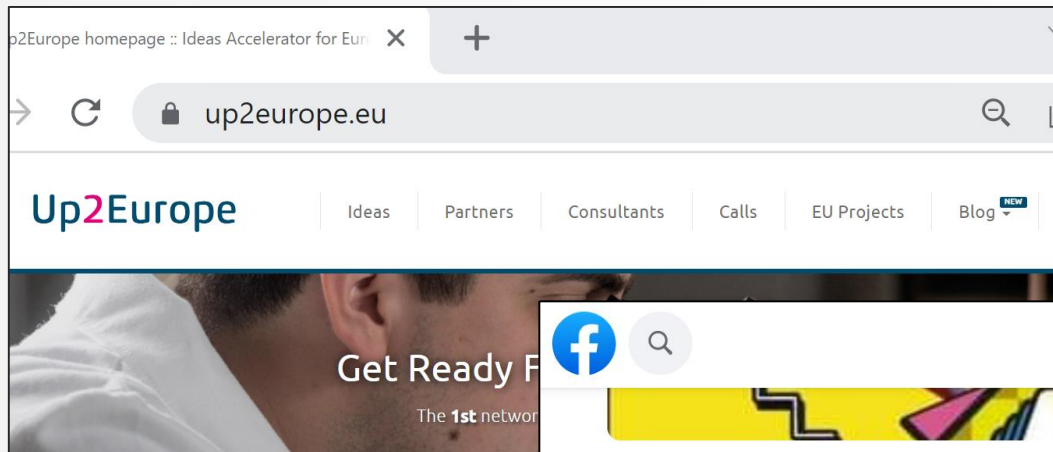 p2Europe homepage :: Ideas Accelerator for Eur
up2europe.eu
Up2Europe
Ideas
Partners
Consultants
Calls
EU Projects
Blog
NEW
Get Ready F
The 1st networ